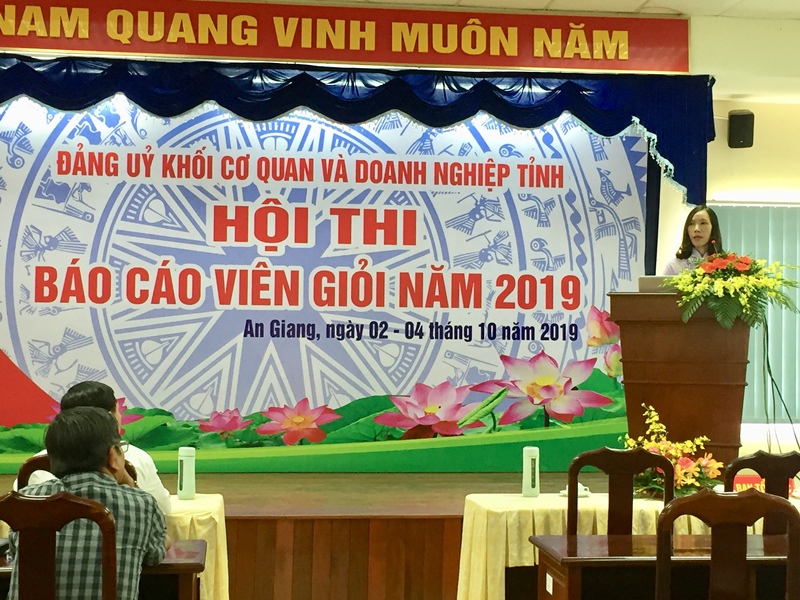 NAM QUANG VINH MUÔN NĂM
ĐẢNG UỶ KHỐI CƠ QUAN VÀ DOANH NGHIỆP TỈNH
HỘI THI
BÁO CÁO VIÊN GIỎI NĂM 2019
An Giang, ngày 02 - 04 tháng 10 năm 2019
BAN